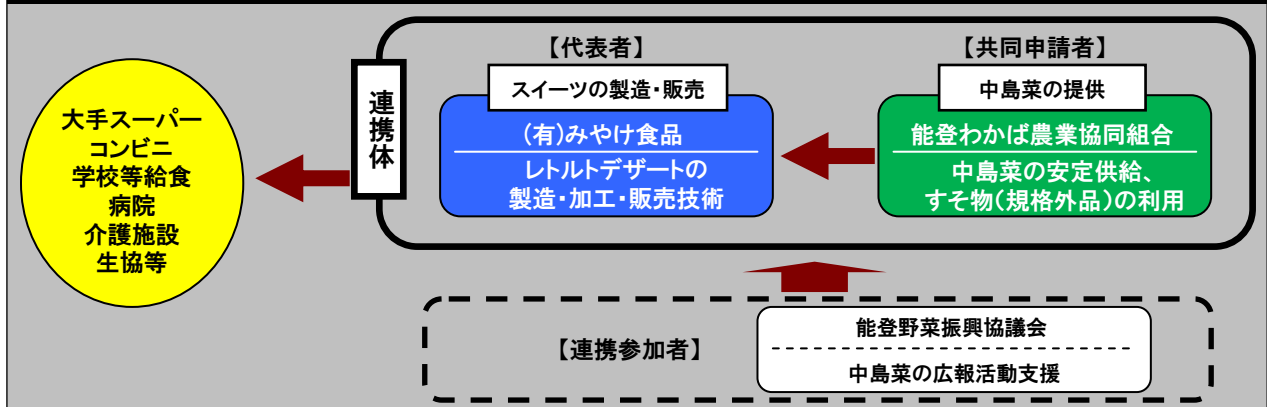 大手スーパー
コンビニ
学校等給食
病院
介護施設
生協等
連携体
【代表者】
スイーツの製造・販売
(有)みやけ食品
レトルトデザートの
製造・加工・販売技術
【共同申請者】
中島菜の提供
能登わかば農業協同組合
中島菜の安定供給、
すそ物(規格外品)の利用
【連携参加者】
能登野菜振興協議会
中島菜の広報活動支援